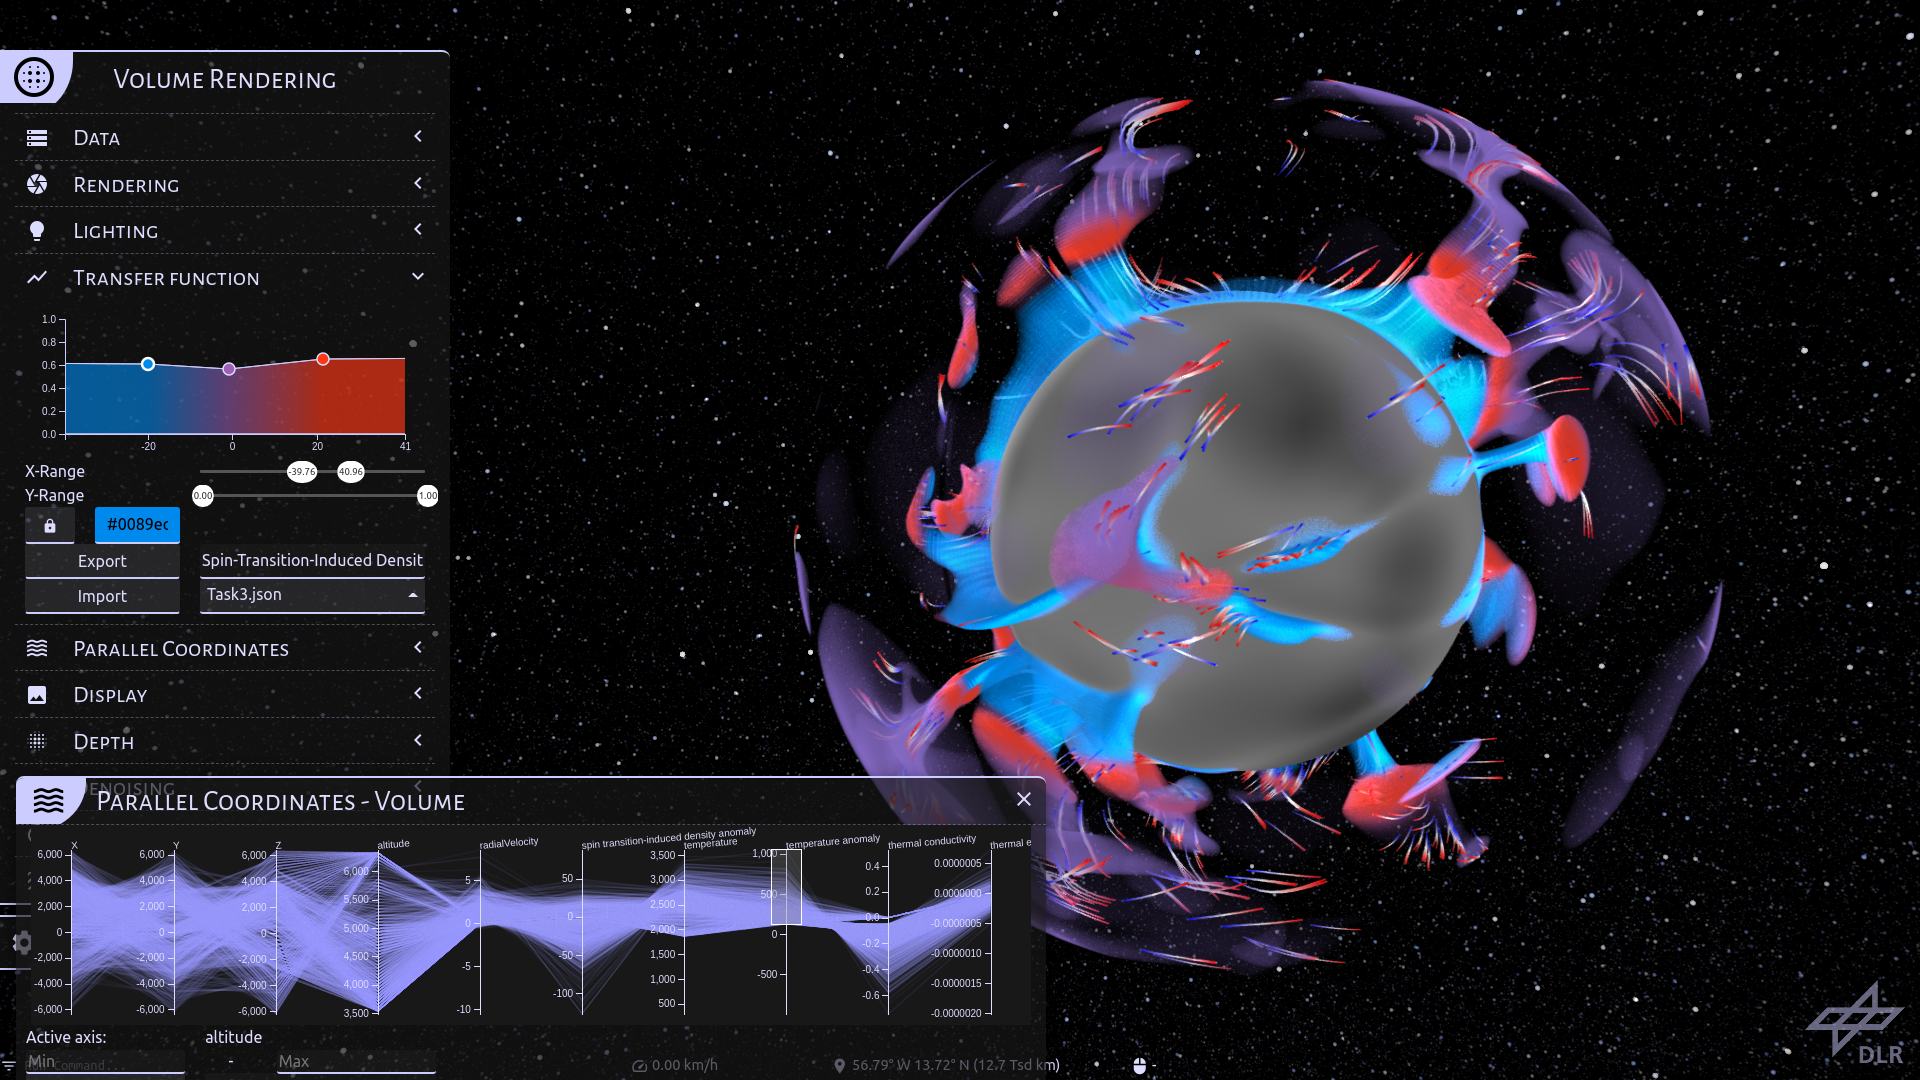 VOLUME RENDERING
DATA
RENDERING
LIGHTING
TRANSFER FUNCTION
1.0
0.8
0.6
0.4
0.2
0.0
-20 0 20 41
X-Range -39.76 40.96
Y-Range 0.00 1.00
#0089ec
Export Spin-Transition-Induced Densit
Import Task3.json
PARALLEL COORDINATES
DISPLAY
DEPTH
DENOISING
PARALLEL COORDINATES - VOLUME
X Y Z altitude radialVelocity spin transition-induced density anomaly temperature temperature anomaly thermal conductivity thermal e
6,000 4,000 2,000 0 -2,000 -4,000 -6,000
6,000 4,000 2,000 0 -2,000 -4,000 -6,000
6,000 4,000 2,000 0 -2,000 -4,000 -6,000
6,000 5,500 5,000 4,500 4,000 3,500
5 0 -5 -10
50 0 -50 -100
3,500 3,000 2,500 2,000 1,500 1,000 500
1,000 500 0 -500
0.4 0.2 0.0 -0.2 -0.4 -0.6
0.0000005 0.0000000 -0.0000005 -0.0000010 -0.0000015 -0.0000020
Active axis: altitude
Min - Max
0.00 km/h 56.79° W 13.72° N (12.7 Tsd km) -
DLR